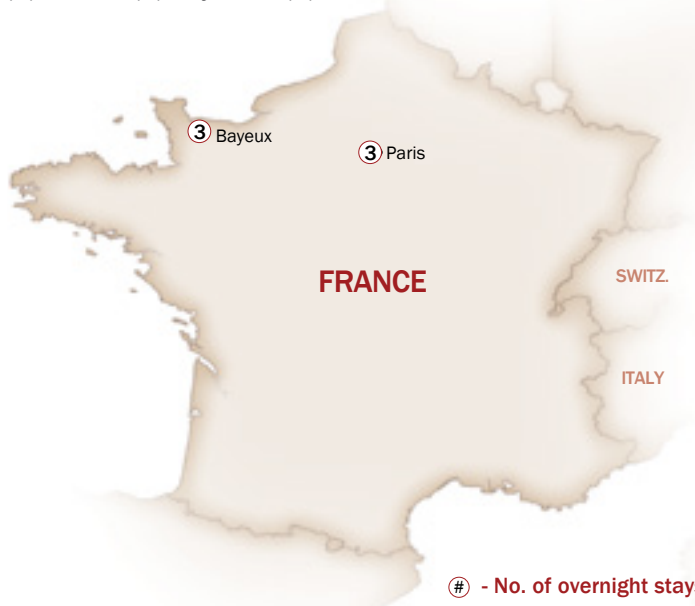 3 Bayeux
3 Paris
FRANCE
SWITZ.
ITALY
# - No. of overnight stay